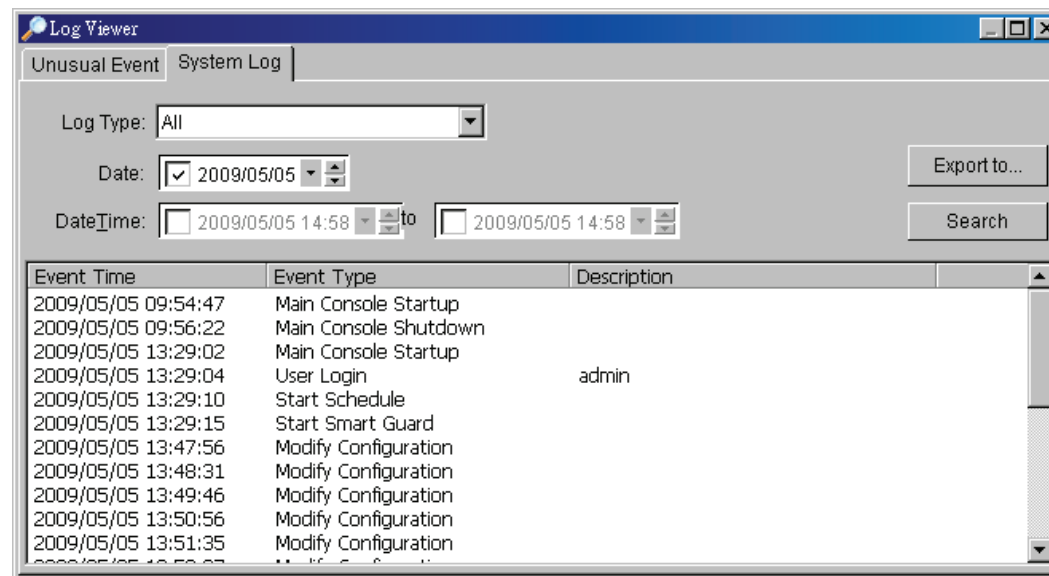 Log Viewer
Unusual Event System Log
Log Type: All
Date: 2009/05/05
Export to...
DateTime: 2009/05/05 14:58 to 2009/05/05 14:58
Search
Event Time Event Type Description
2009/05/05 09:54:47 Main Console Startup
2009/05/05 09:56:22 Main Console Shutdown
2009/05/05 13:29:02 Main Console Startup
2009/05/05 13:29:04 User Login admin
2009/05/05 13:29:10 Start Schedule
2009/05/05 13:29:15 Start Smart Guard
2009/05/05 13:47:56 Modify Configuration
2009/05/05 13:48:31 Modify Configuration
2009/05/05 13:49:46 Modify Configuration
2009/05/05 13:50:56 Modify Configuration
2009/05/05 13:51:35 Modify Configuration